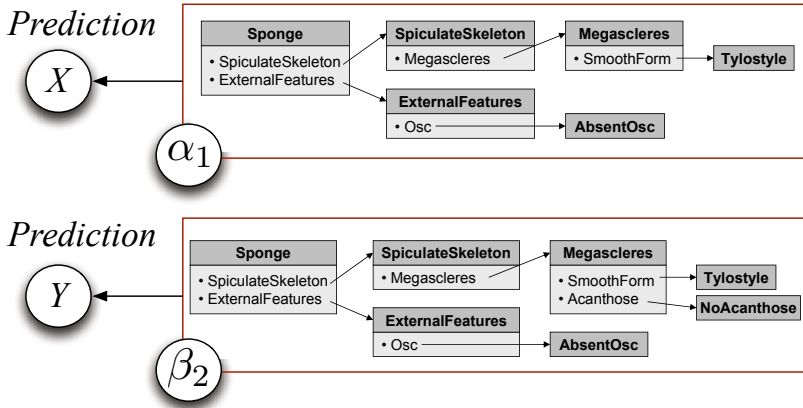 Prediction
Sponge
SpiculateSkeleton
Megascleres
• SpiculateSkeleton
• Megascleres
• SmoothForm
Tylostyle
• ExternalFeatures
X
ExternalFeatures
• Osc
AbsentOsc
α1
Prediction
Sponge
SpiculateSkeleton
Megascleres
• SpiculateSkeleton
• Megascleres
• SmoothForm
Tylostyle
• ExternalFeatures
• Acanthose
NoAcanthose
Y
ExternalFeatures
• Osc
AbsentOsc
β2